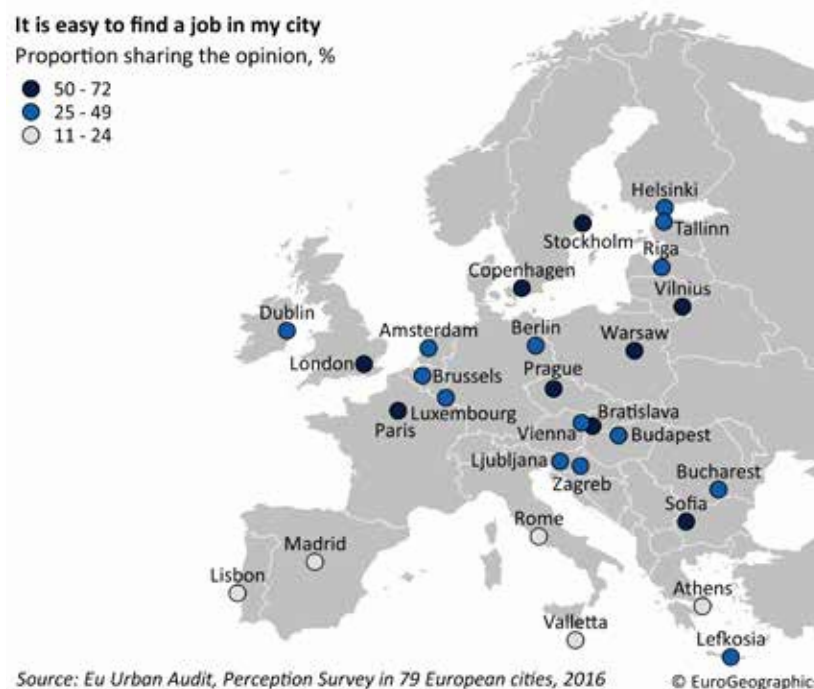 It is easy to find a job in my city
Proportion sharing the opinion, %
50 - 72
25 - 49
11 - 24
Helsinki
Tallinn
Stockholm
Riga
Copenhagen
Vilnius
Dublin
Amsterdam
Berlin
Warsaw
London
Brussels
Prague
Luxembourg
Paris
Bratislava
Vienna
Budapest
Ljubljana
Zagreb
Bucharest
Sofia
Rome
Madrid
Lisbon
Athens
Valletta
Lefkosia
Source: Eu Urban Audit, Perception Survey in 79 European cities, 2016
© EuroGeographics